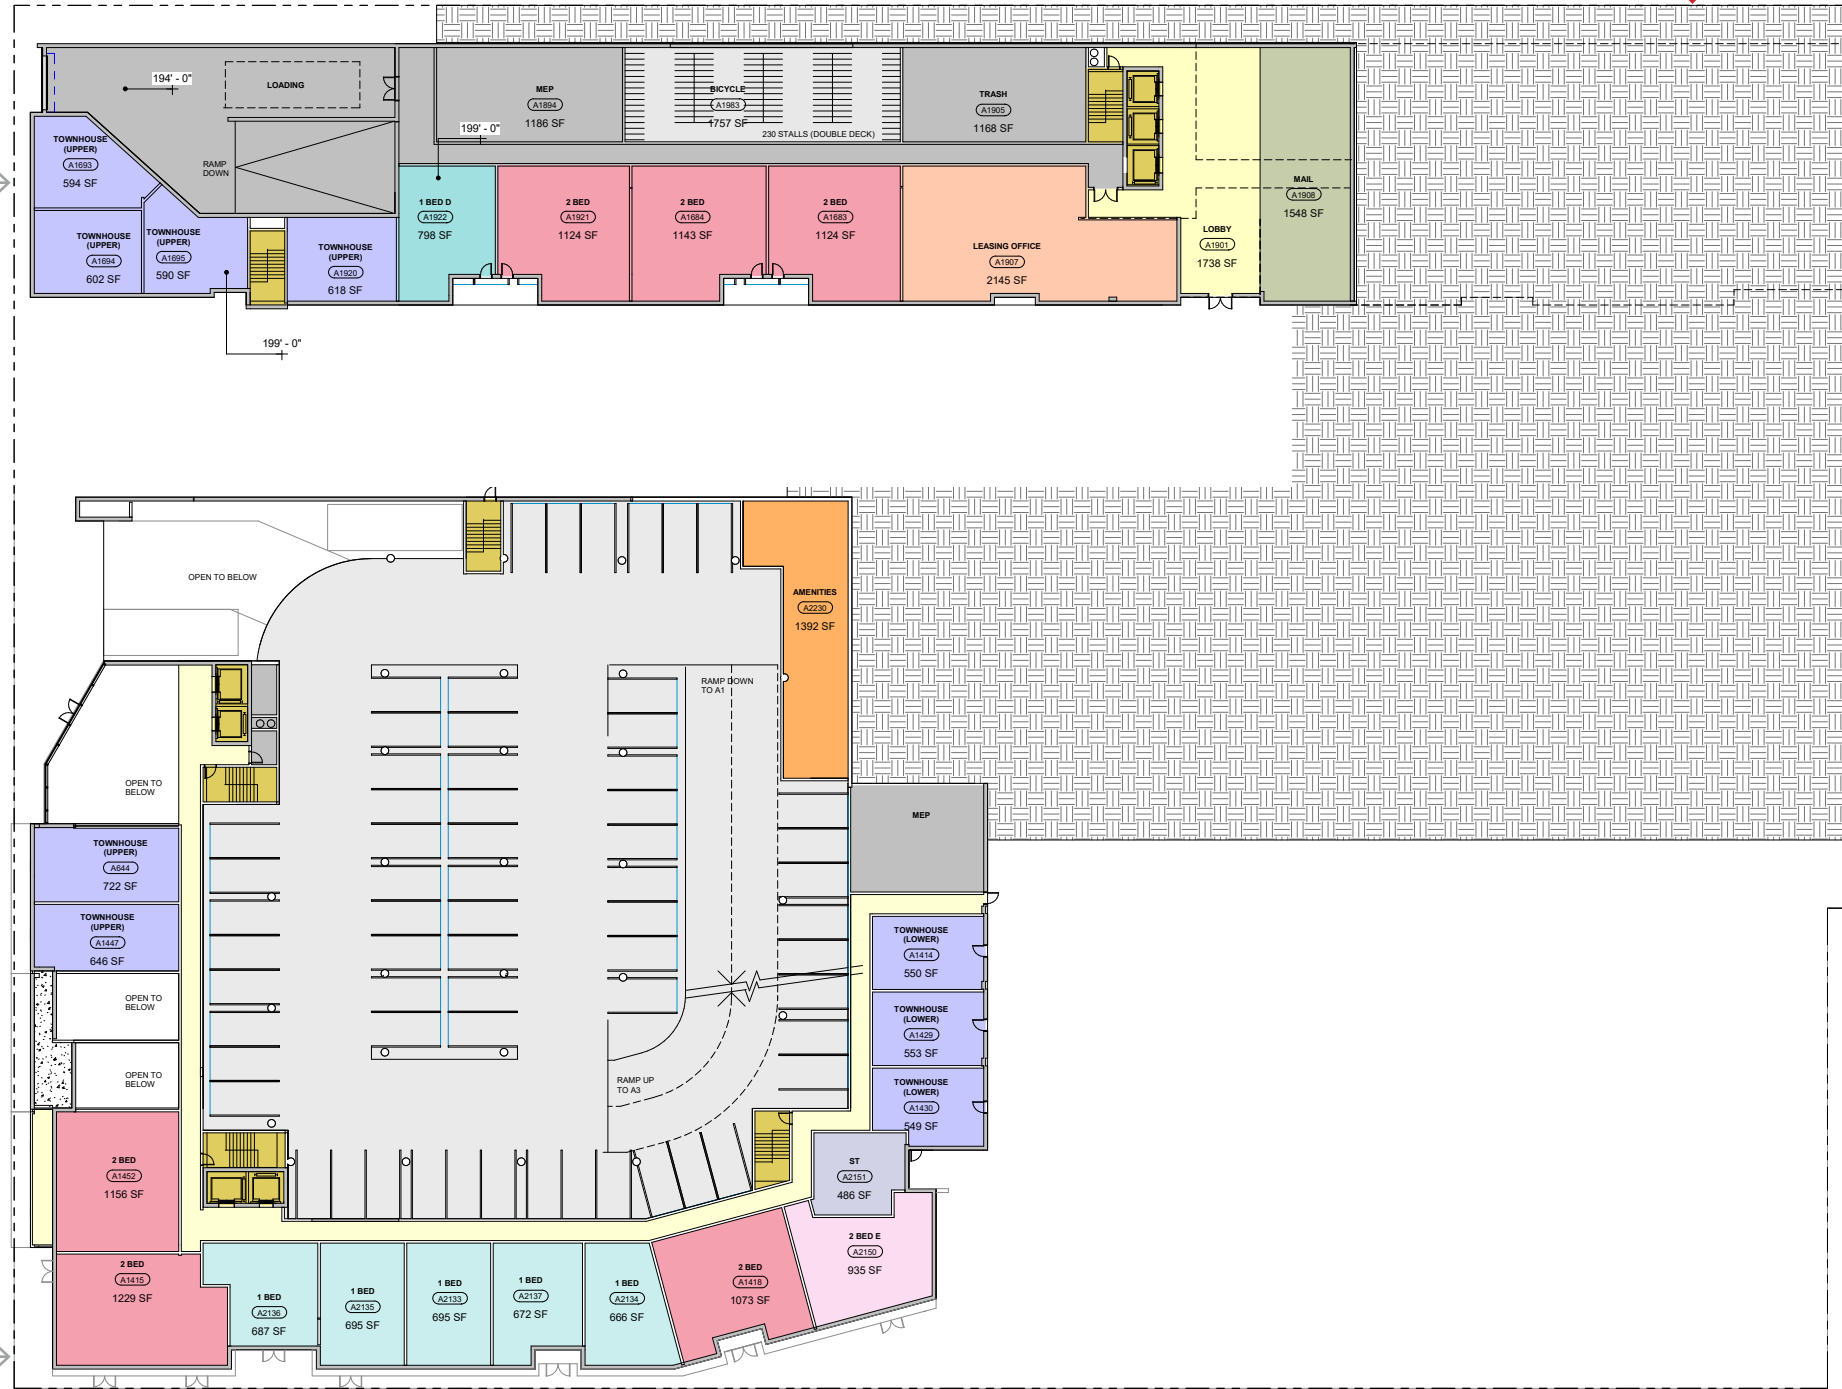 194' - 0"
LOADING
RAMP
DOWN
MEP
A1894
1186 SF
199' - 0"
BICYCLE
A1983
1757 SF
230 STALLS (DOUBLE DECK)
TRASH
A1905
1168 SF
TOWNHOUSE
(UPPER)
A1693
594 SF
TOWNHOUSE
(UPPER)
A1694
602 SF
TOWNHOUSE
(UPPER)
A1695
590 SF
TOWNHOUSE
(UPPER)
A1920
618 SF
1 BED D
A1922
798 SF
2 BED
A1921
1124 SF
2 BED
A1684
1143 SF
2 BED
A1683
1124 SF
LEASING OFFICE
A1907
2145 SF
LOBBY
A1901
1738 SF
MAIL
A1908
1548 SF
199' - 0"
OPEN TO BELOW
AMENITIES
A2230
1392 SF
RAMP DOWN
TO A1
OPEN TO
BELOW
MEP
TOWNHOUSE
(UPPER)
A644
722 SF
TOWNHOUSE
(UPPER)
A1447
646 SF
OPEN TO
BELOW
OPEN TO
BELOW
TOWNHOUSE
(LOWER)
A1414
550 SF
TOWNHOUSE
(LOWER)
A1429
553 SF
TOWNHOUSE
(LOWER)
A1430
549 SF
RAMP UP
TO A3
2 BED
A1452
1156 SF
ST
A2151
486 SF
2 BED E
A2150
935 SF
2 BED
A1415
1229 SF
1 BED
A2136
687 SF
1 BED
A2135
695 SF
1 BED
A2133
695 SF
1 BED
A2137
672 SF
1 BED
A2134
666 SF
2 BED
A1418
1073 SF